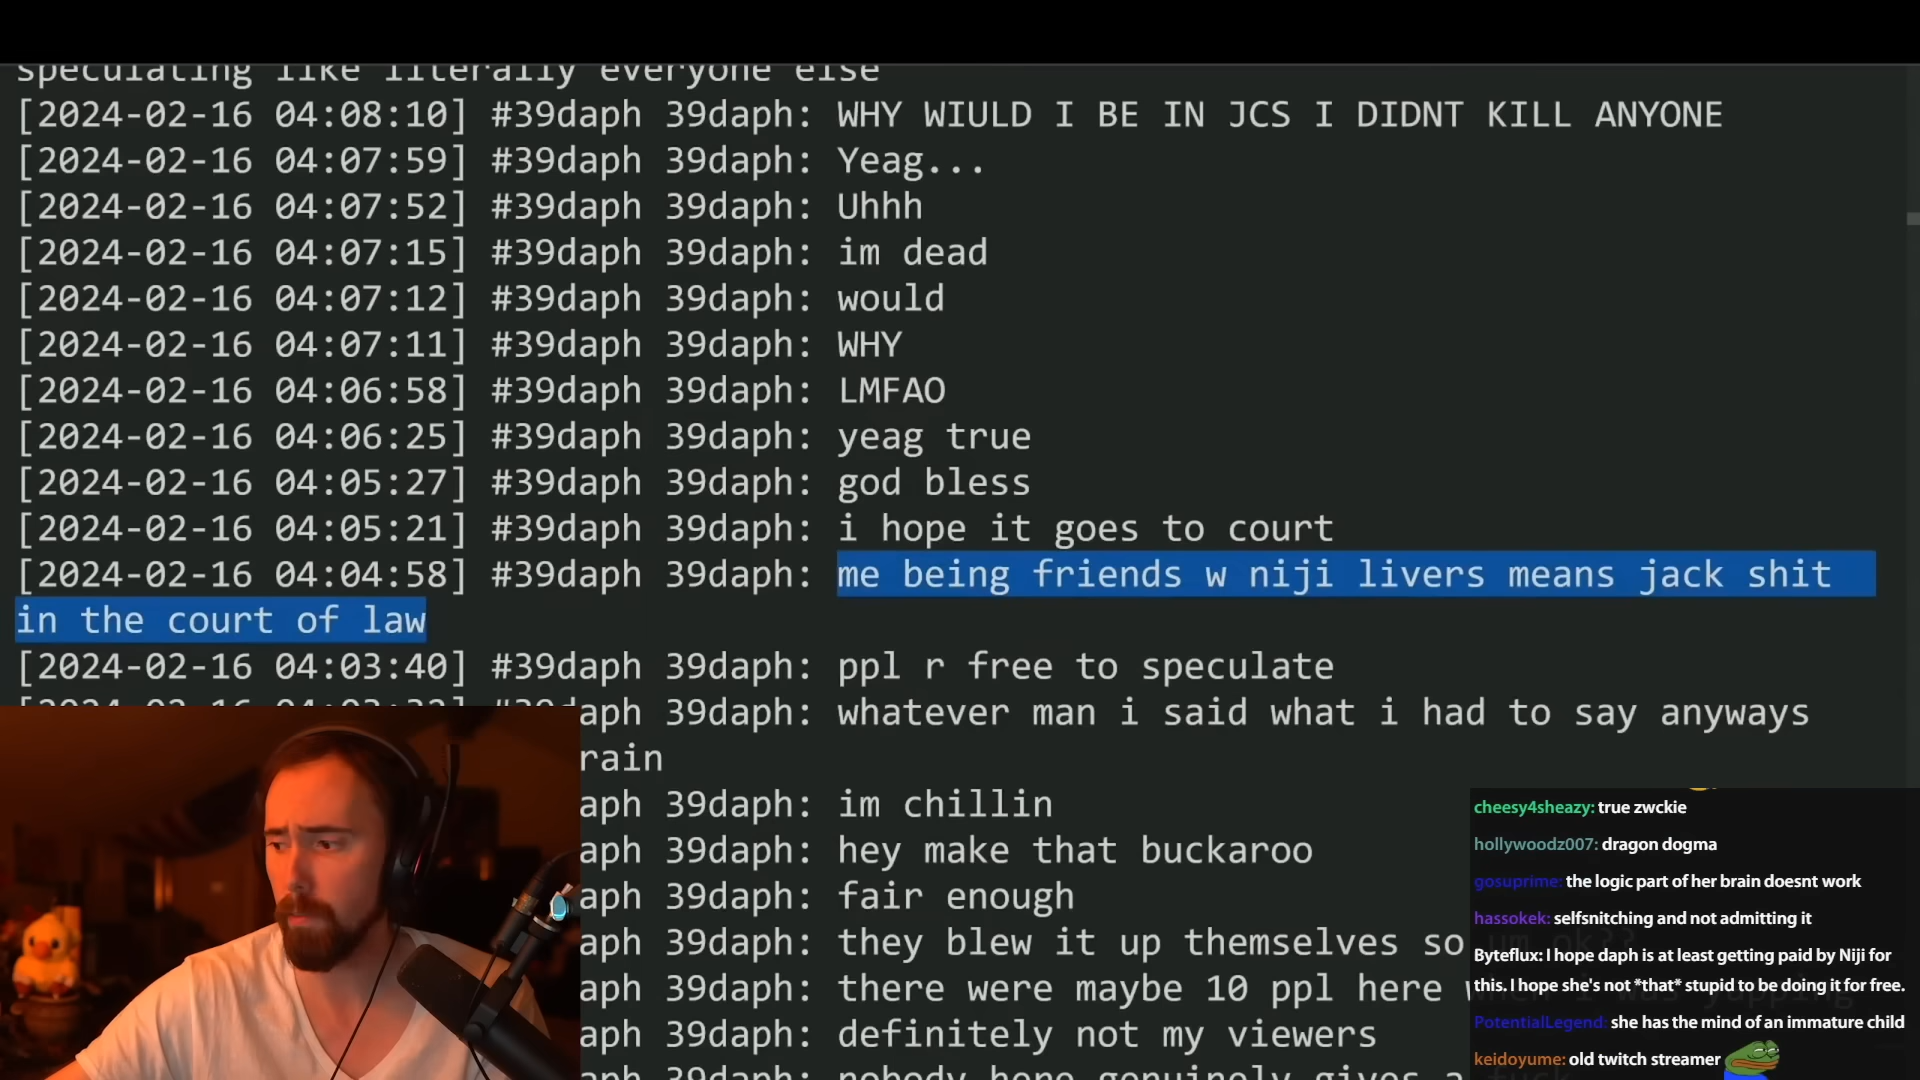 speculating like literally everyone else
[2024-02-16 04:08:10] #39daph 39daph: WHY WIULD I BE IN JCS I DIDNT KILL ANYONE
[2024-02-16 04:07:59] #39daph 39daph: Yeag...
[2024-02-16 04:07:52] #39daph 39daph: Uhhh
[2024-02-16 04:07:15] #39daph 39daph: im dead
[2024-02-16 04:07:12] #39daph 39daph: would
[2024-02-16 04:07:11] #39daph 39daph: WHY
[2024-02-16 04:06:58] #39daph 39daph: LMFAO
[2024-02-16 04:06:25] #39daph 39daph: yeag true
[2024-02-16 04:05:27] #39daph 39daph: god bless
[2024-02-16 04:05:21] #39daph 39daph: i hope it goes to court
[2024-02-16 04:04:58] #39daph 39daph: me being friends w niji livers means jack shit
in the court of law
[2024-02-16 04:03:40] #39daph 39daph: ppl r free to speculate
aph 39daph: whatever man i said what i had to say anyways
rain
aph 39daph: im chillin
aph 39daph: hey make that buckaroo
aph 39daph: fair enough
aph 39daph: they blew it up themselves so um ok??
aph 39daph: there were maybe 10 ppl here when i was yupping
aph 39daph: definitely not my viewers
aph 39daph: nobody here genuinely gives a fuck
cheesy4sheazy: true zwckie
hollywoodz007: dragon dogma
gosuprime: the logic part of her brain doesnt work
hassokek: selfsnitching and not admitting it
Byteflux: I hope daph is at least getting paid by Niji for
this. I hope she's not *that* stupid to be doing it for free.
PotentialLegend: she has the mind of an immature child
keidoyume: old twitch streamer